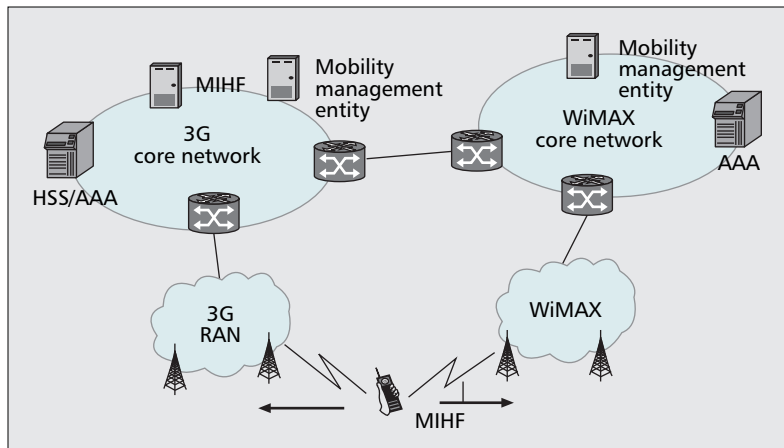 MIHF
Mobility
management
entity
3G
core network
HSS/AAA
Mobility
management
entity
WiMAX
core network
AAA
3G
RAN
WiMAX
MIHF